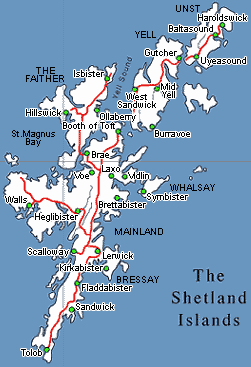 UNST
Haroldswick
Baltasound
YELL
Gutcher
Uyeasound
Yell Sound
THE
FAITHER
Isbister
West
Sandwick
Mid
Yell
Hillswick
Ollaberry
Booth of Toft
Burravoe
St.Magnus
Bay
Brae
Laxo
Voe
Vidlin
WHALSAY
Symbister
Walls
Brettabister
Heglibister
MAINLAND
Scalloway
Lerwick
Kirkabister
BRESSAY
Fladdabister
Sandwick
Tolob
The
Shetland
Islands